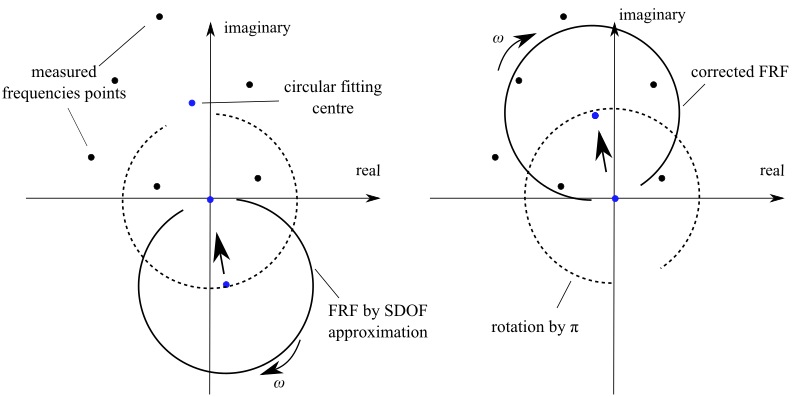 imaginary
measured
frequencies points
circular fitting
centre
real
FRF by SDOF
approximation
ω
imaginary
ω
corrected FRF
real
rotation by π